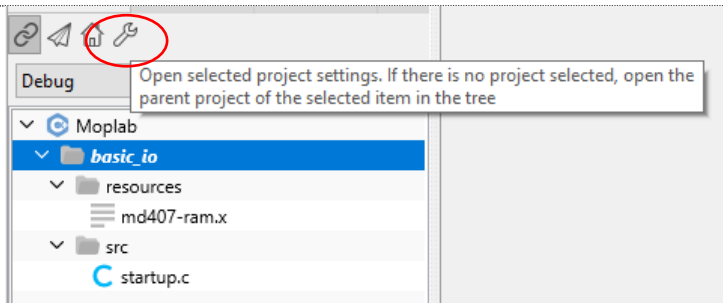 Debug
Open selected project settings. If there is no project selected, open the
parent project of the selected item in the tree
Moplab
basic_io
resources
md407-ram.x
src
startup.c